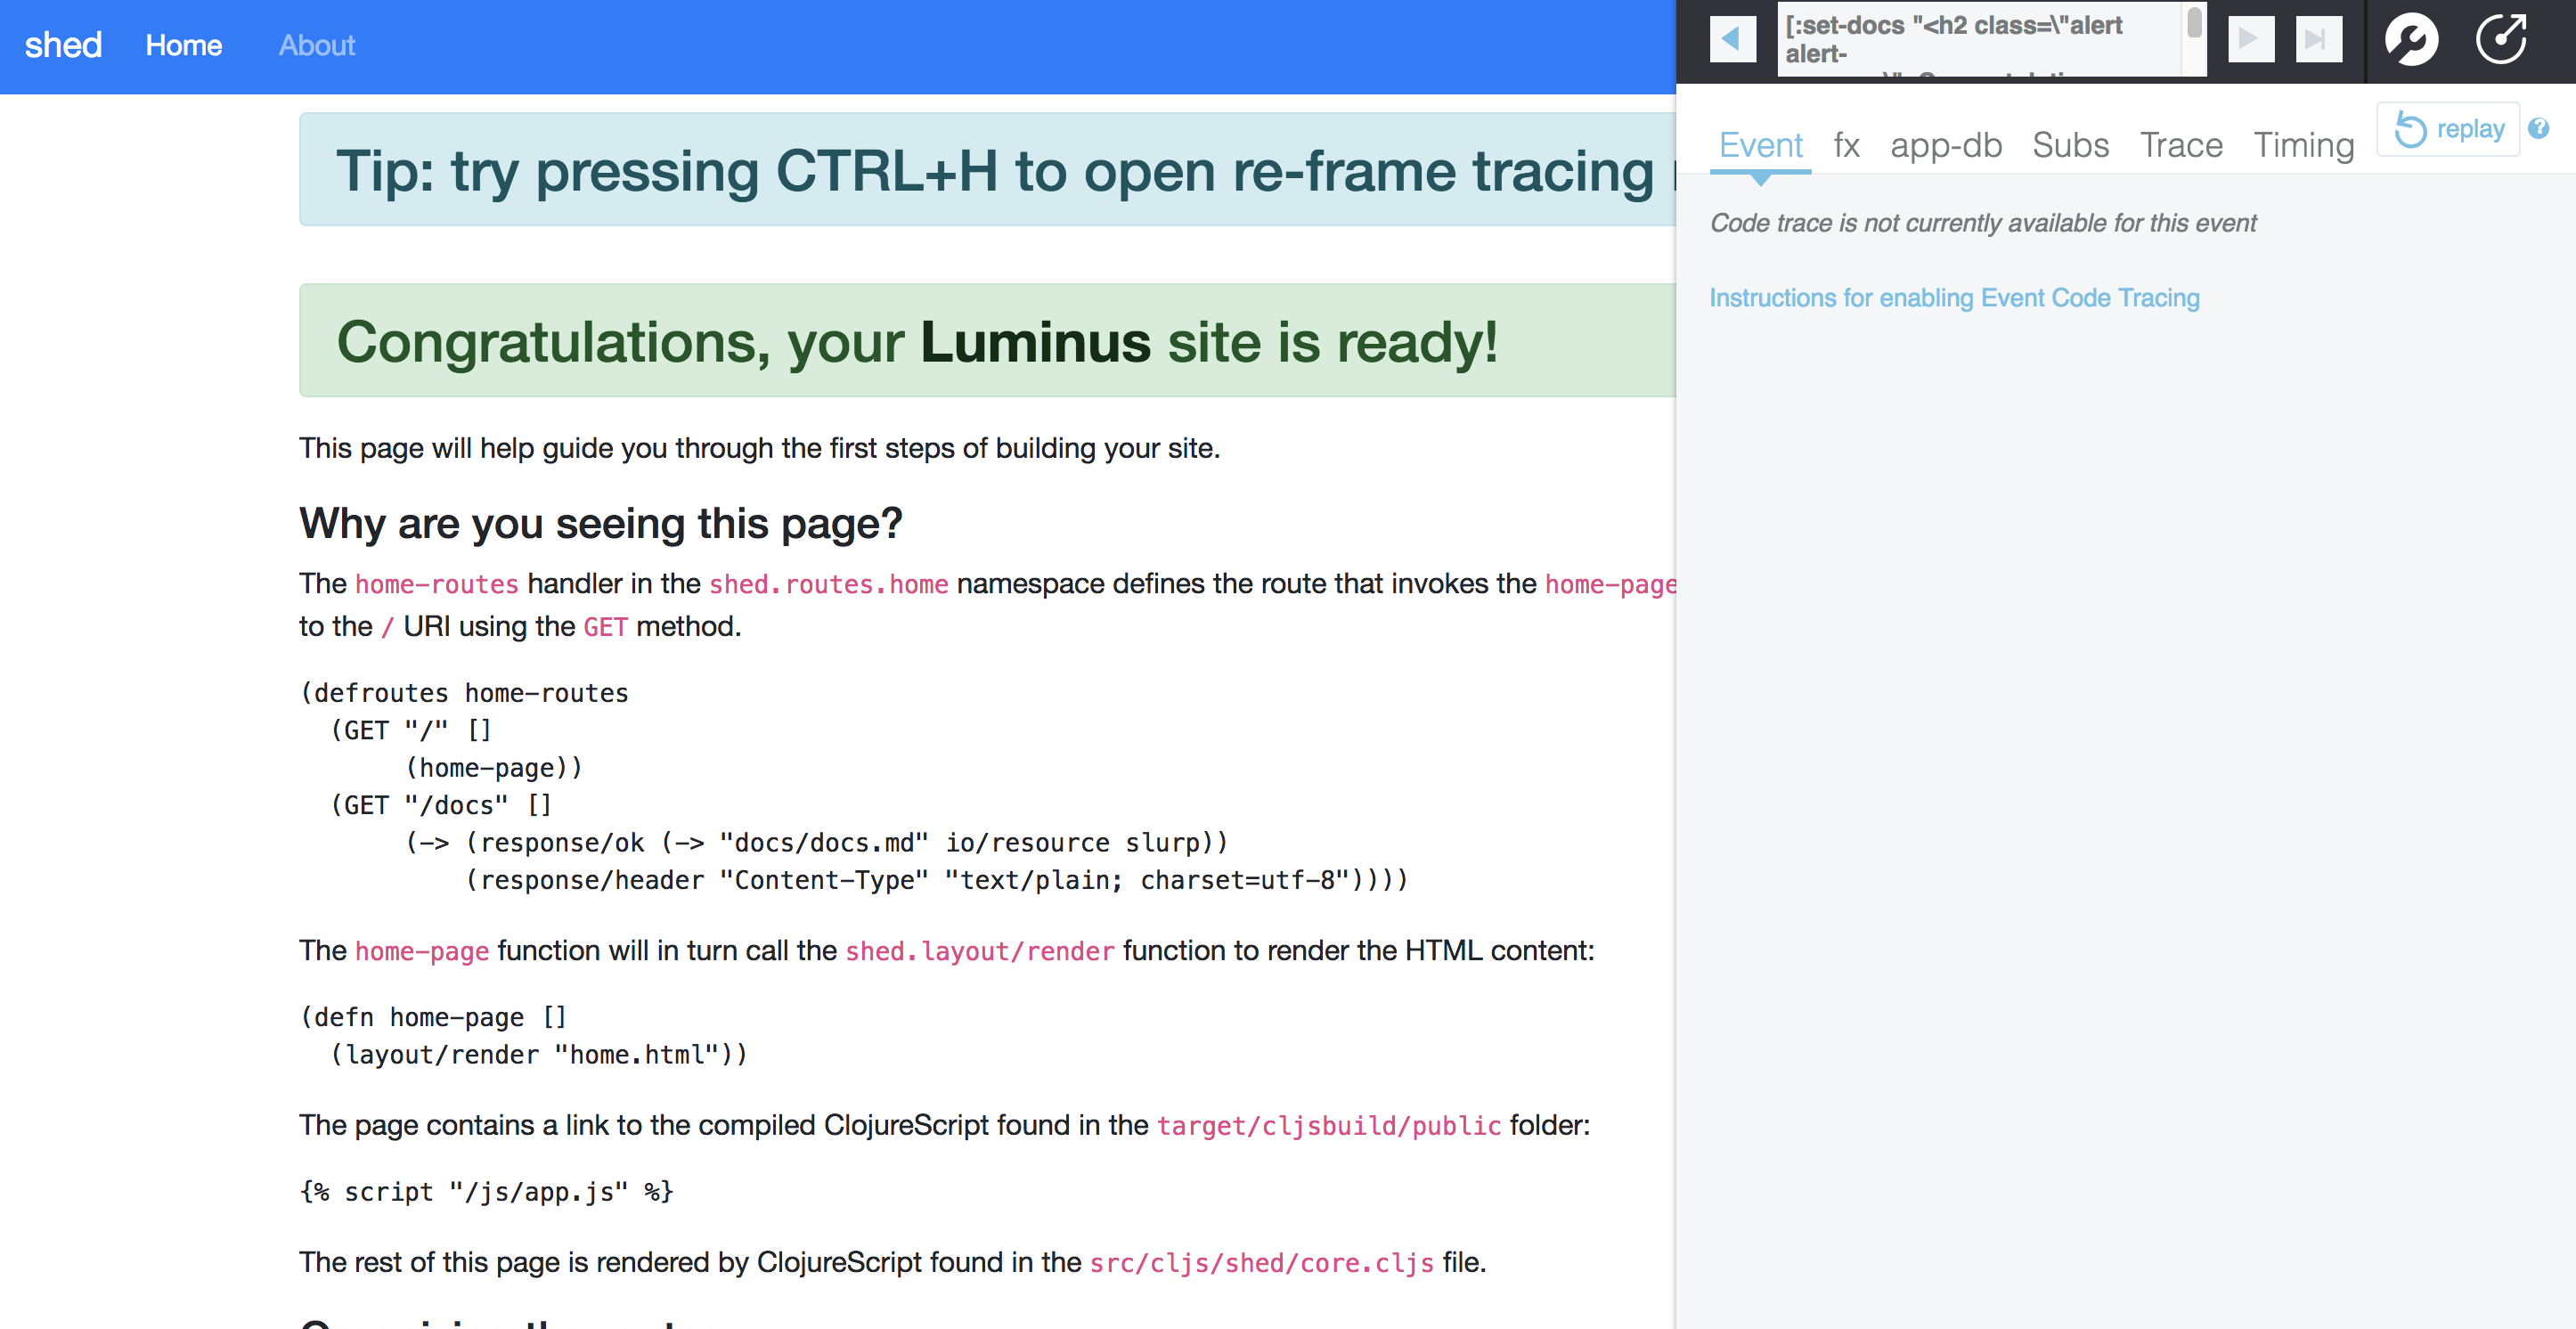 shed Home About
Tip: try pressing CTRL+H to open re-frame tracing
Congratulations, your Luminus site is ready!
This page will help guide you through the first steps of building your site.
Why are you seeing this page?
The home-routes handler in the shed.routes.home namespace defines the route that invokes the home-page
to the / URI using the GET method.
(defroutes home-routes
  (GET "/" []
       (home-page))
  (GET "/docs" []
       (-> (response/ok (-> "docs/docs.md" io/resource slurp))
           (response/header "Content-Type" "text/plain; charset=utf-8"))))
The home-page function will in turn call the shed.layout/render function to render the HTML content:
(defn home-page []
  (layout/render "home.html"))
The page contains a link to the compiled ClojureScript found in the target/cljsbuild/public folder:
{% script "/js/app.js" %}
The rest of this page is rendered by ClojureScript found in the src/cljs/shed/core.cljs file.
[:set-docs "<h2 class=\"alert
alert-
Event fx app-db Subs Trace Timing replay ?
Code trace is not currently available for this event
Instructions for enabling Event Code Tracing